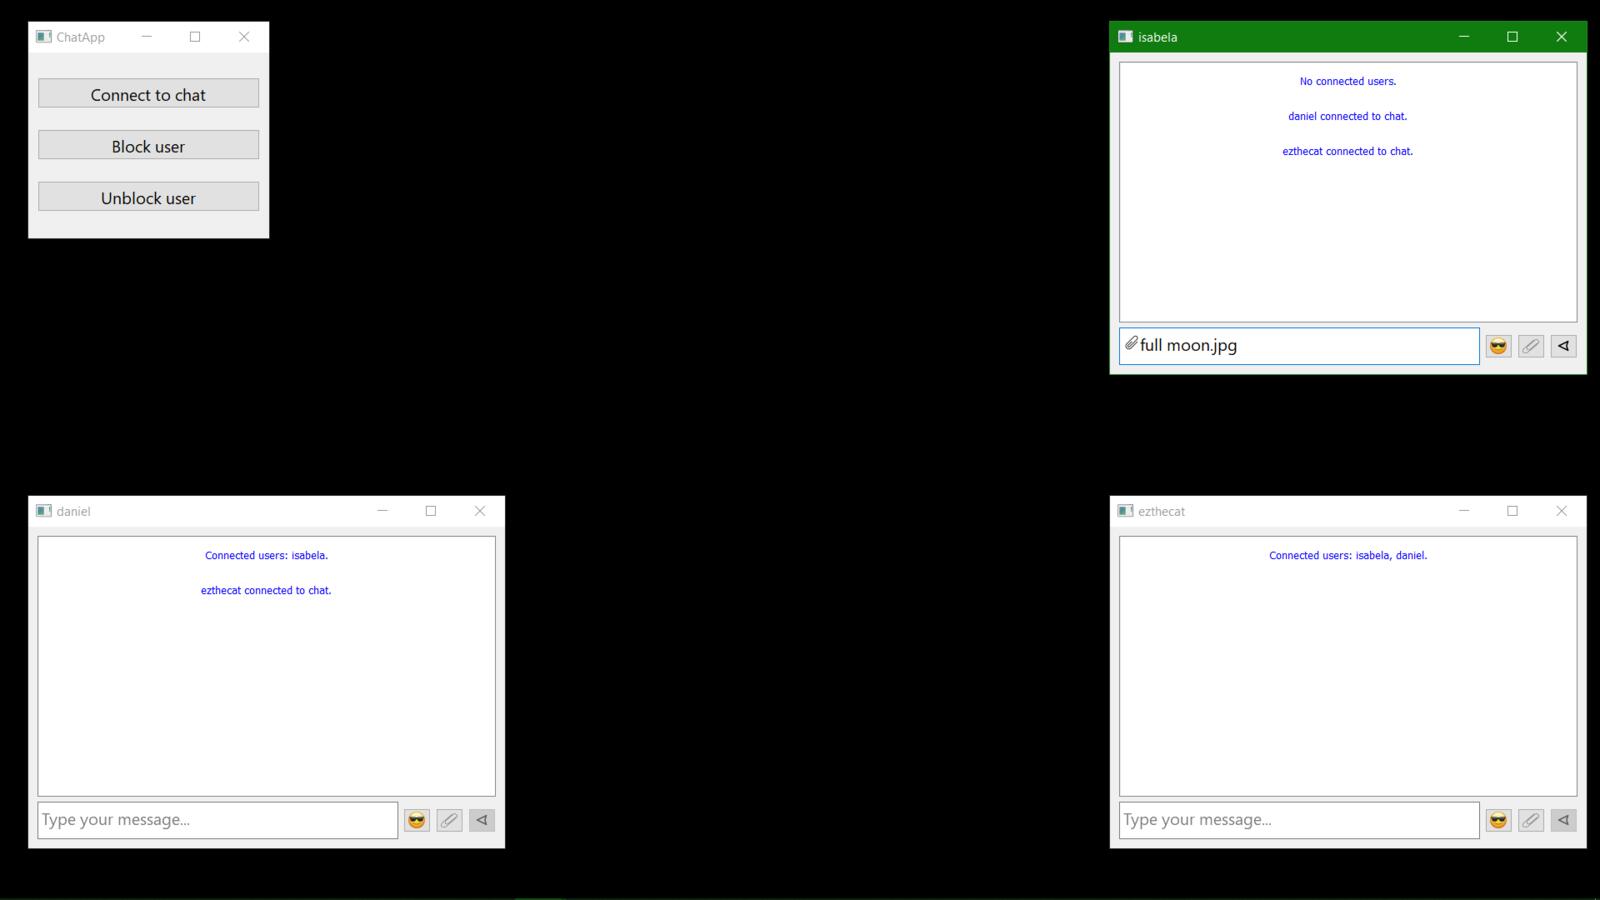 ChatApp
Connect to chat
Block user
Unblock user
isabela
No connected users.
daniel connected to chat.
ezthecat connected to chat.
full moon.jpg
daniel
Connected users: isabela.
ezthecat connected to chat.
Type your message...
ezthecat
Connected users: isabela, daniel.
Type your message...